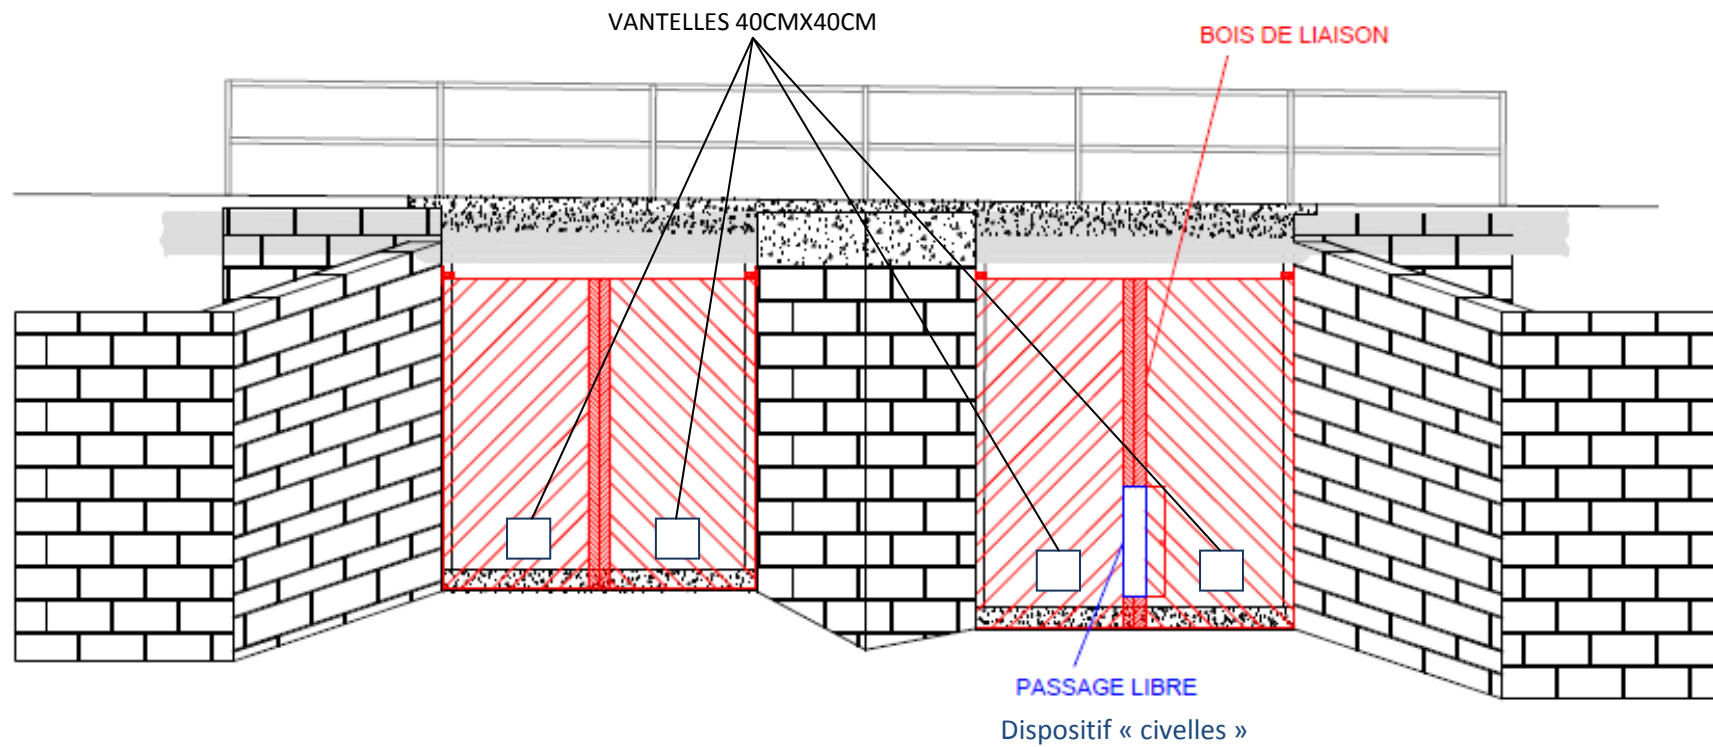 VANTELLES 40CMX40CM
BOIS DE LIAISON
PASSAGE LIBRE
Dispositif « civelles »